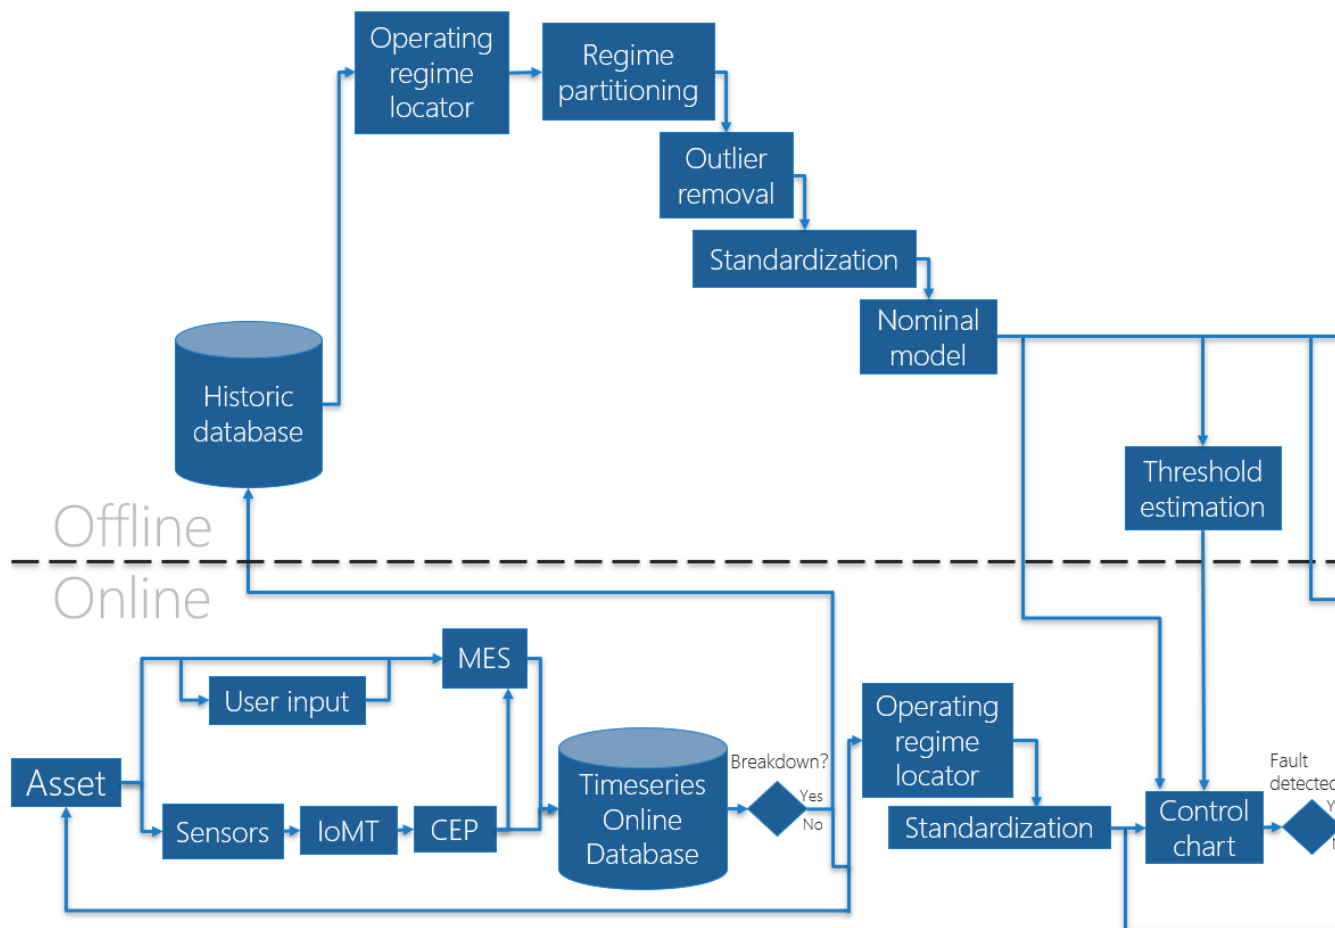 Operating
regime
locator
Regime
partitioning
Outlier
removal
Standardization
Nominal
model
Historic
database
Threshold
estimation
Offline
Online
MES
User input
Asset
Sensors
IoMT
CEP
Timeseries
Online
Database
Breakdown?
Yes
No
Operating
regime
locator
Standardization
Control
chart
Fault
detected